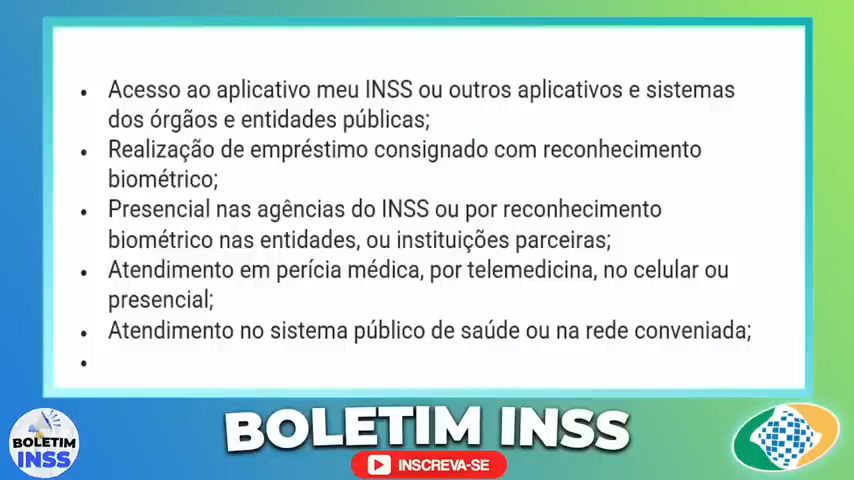 • Acesso ao aplicativo meu INSS ou outros aplicativos e sistemas
dos órgãos e entidades públicas;
• Realização de empréstimo consignado com reconhecimento
biométrico;
• Presencial nas agências do INSS ou por reconhecimento
biométrico nas entidades, ou instituições parceiras;
• Atendimento em perícia médica, por telemedicina, no celular ou
presencial;
• Atendimento no sistema público de saúde ou na rede conveniada;
•
BOLETIM
INSS
BOLETIM INSS
INSCREVA-SE